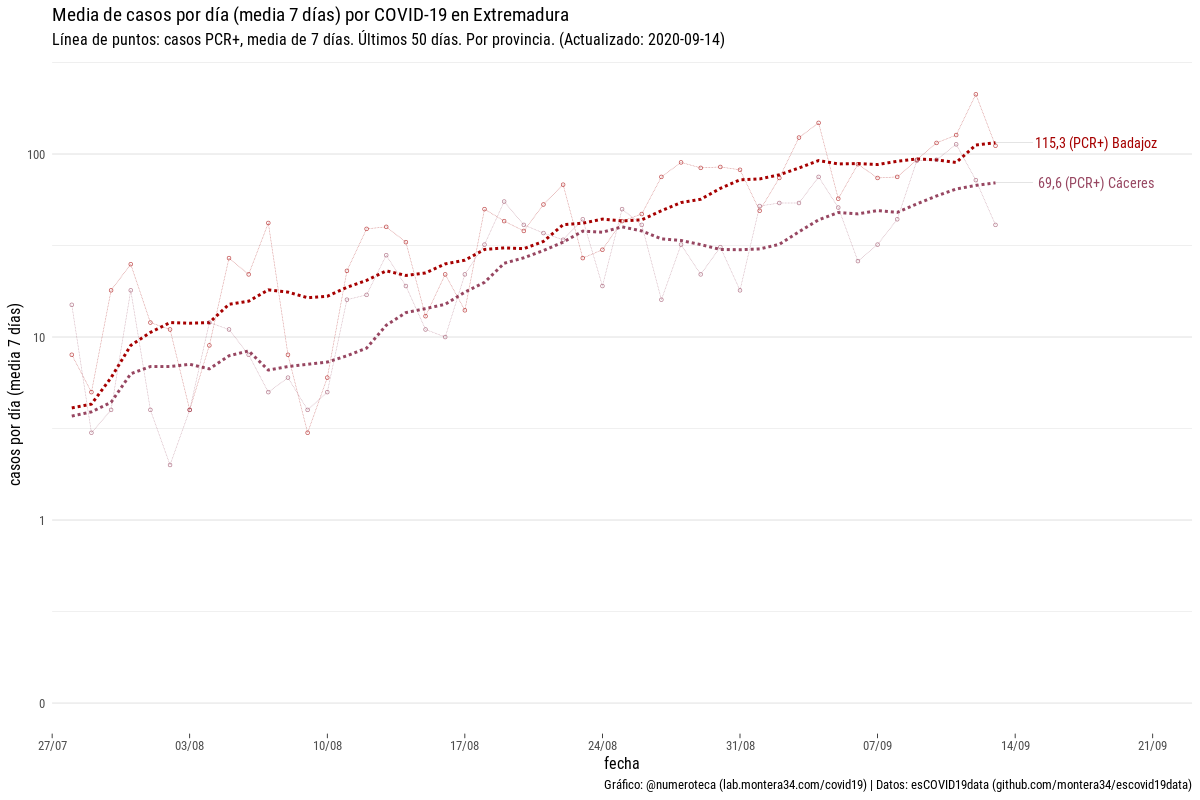 Media de casos por día (media 7 días) por COVID-19 en Extremadura
Línea de puntos: casos PCR+, media de 7 días. Últimos 50 días. Por provincia. (Actualizado: 2020-09-14)
casos por día (media 7 días)
100
10
1
0
115,3 (PCR+) Badajoz
69,6 (PCR+) Cáceres
27/07 03/08 10/08 17/08 24/08 31/08 07/09 14/09 21/09
fecha
Gráfico: @numeroteca (lab.montera34.com/covid19) | Datos: esCOVID19data (github.com/montera34/escovid19data)